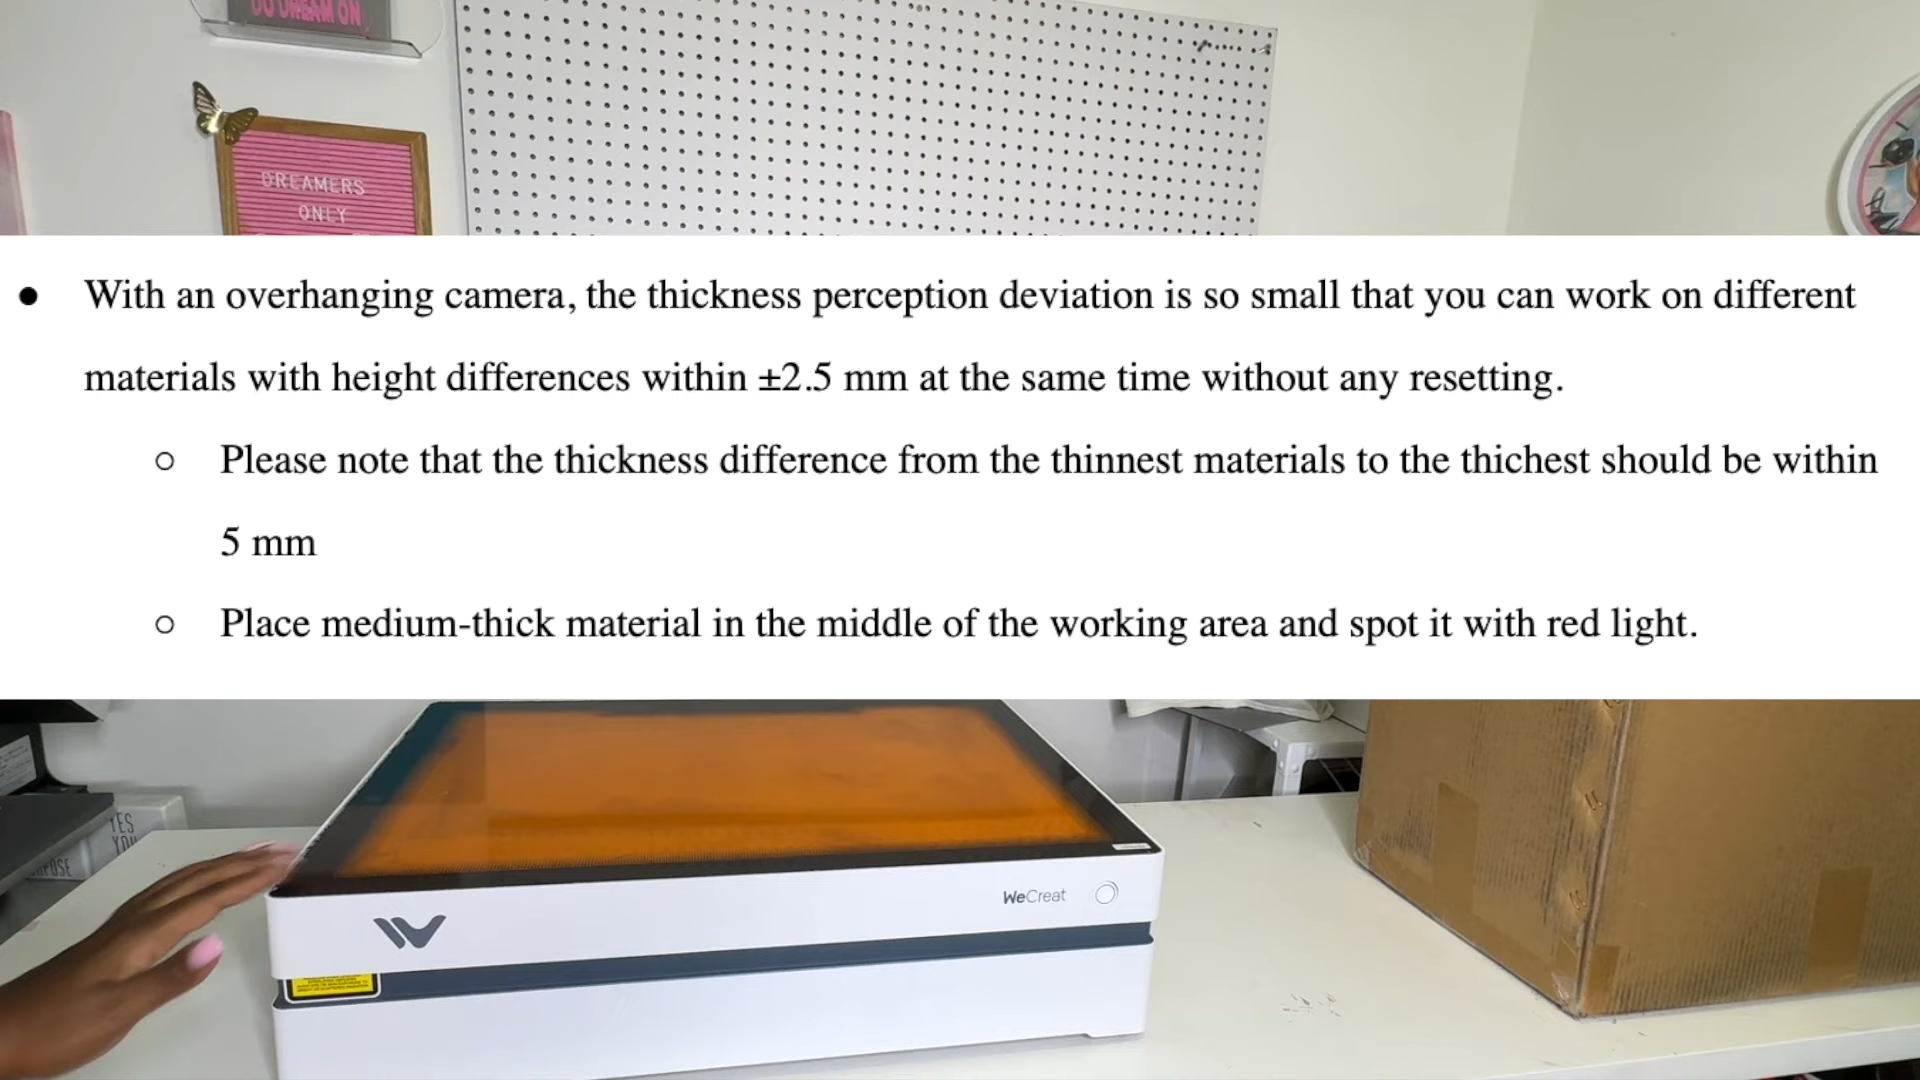 DO DREAM ON
DREAMERS
ONLY
● With an overhanging camera, the thickness perception deviation is so small that you can work on different
materials with height differences within ±2.5 mm at the same time without any resetting.
○ Please note that the thickness difference from the thinnest materials to the thichest should be within
5 mm
○ Place medium-thick material in the middle of the working area and spot it with red light.
YES
YOU
WeCreat